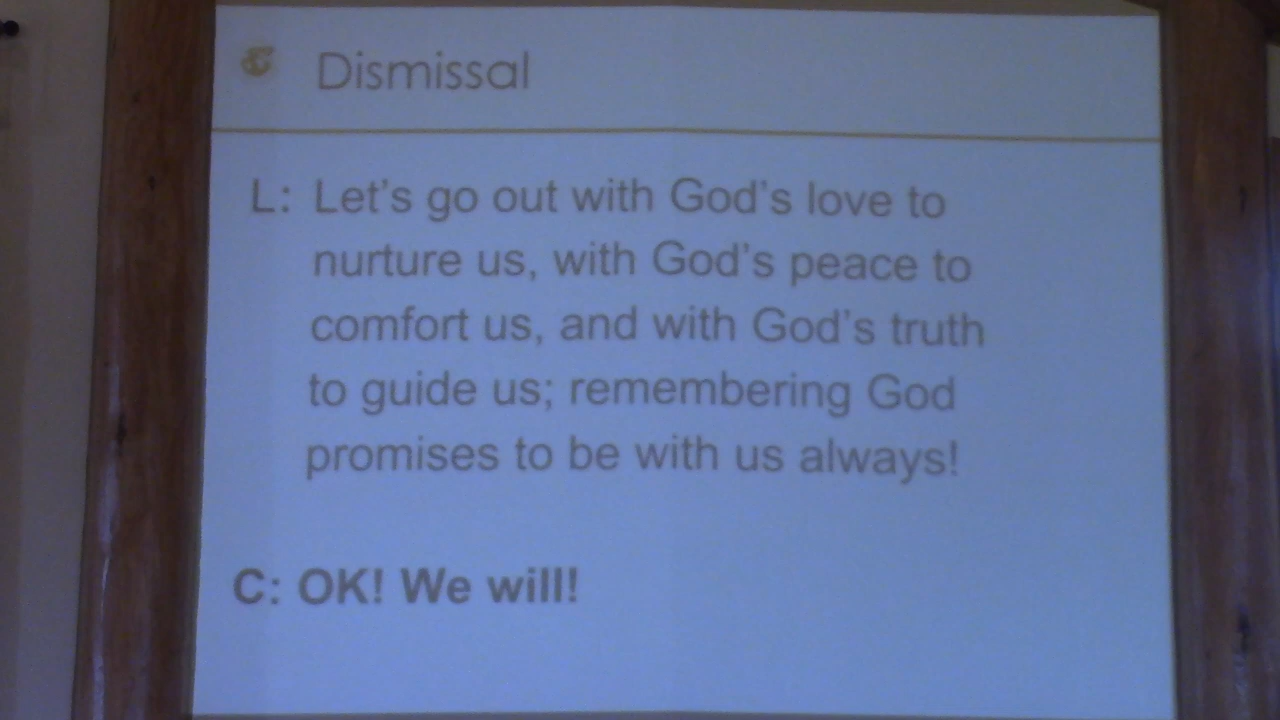 Dismissal
L: Let's go out with God's love to
nurture us, with God's peace to
comfort us, and with God's truth
to guide us; remembering God
promises to be with us always!
C: OK! We will!